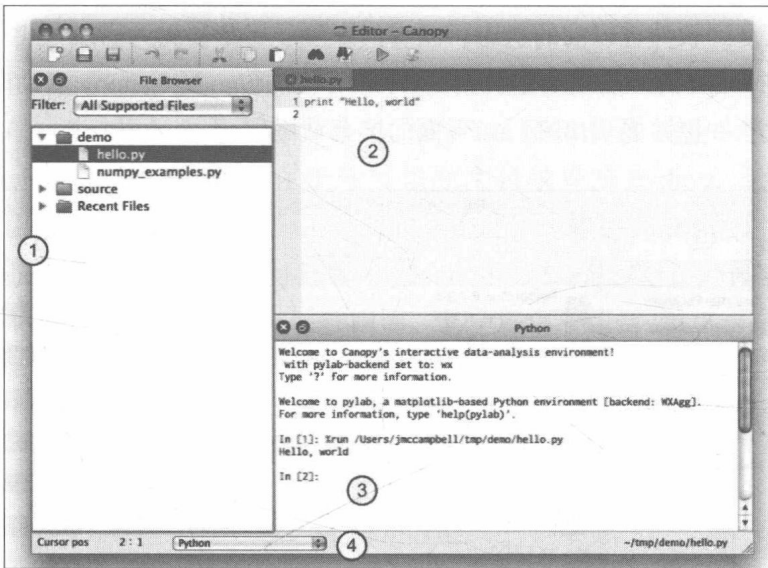 Editor – Canopy
File Browser
Filter: All Supported Files
demo
hello.py
numpy_examples.py
source
Recent Files
1
hello.py
1 print "Hello, world"
2
2
Python
Welcome to Canopy's interactive data-analysis environment!
with pylab-backend set to: wx
Type '?' for more information.
Welcome to pylab, a matplotlib-based Python environment [backend: WXAgg].
For more information, type 'help(pylab)'.
In [1]: %run /Users/jmccampbell/tmp/demo/hello.py
Hello, world
In [2]:
3
Cursor pos 2 : 1 Python 4 ~/tmp/demo/hello.py